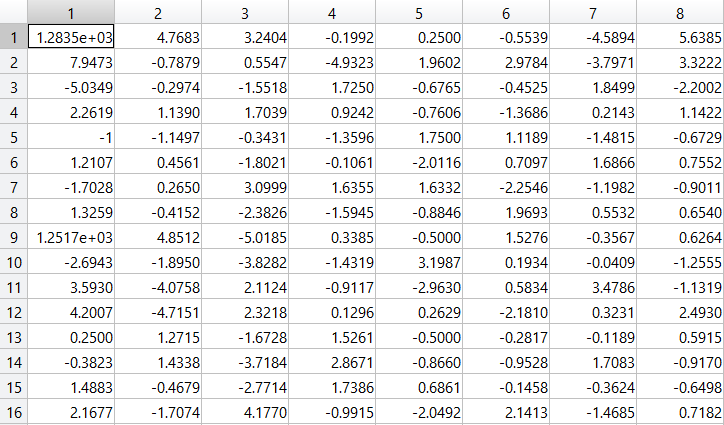 1 2 3 4 5 6 7 8
1 1.2835e+03 4.7683 3.2404 -0.1992 0.2500 -0.5539 -4.5894 5.6385
2 7.9473 -0.7879 0.5547 -4.9323 1.9602 2.9784 -3.7971 3.3222
3 -5.0349 -0.2974 -1.5518 1.7250 -0.6765 -0.4525 1.8499 -2.2002
4 2.2619 1.1390 1.7039 0.9242 -0.7606 -1.3686 0.2143 1.1422
5 -1 -1.1497 -0.3431 -1.3596 1.7500 1.1189 -1.4815 -0.6729
6 1.2107 0.4561 -1.8021 -0.1061 -2.0116 0.7097 1.6866 0.7552
7 -1.7028 0.2650 3.0999 1.6355 1.6332 -2.2546 -1.1982 -0.9011
8 1.3259 -0.4152 -2.3826 -1.5945 -0.8846 1.9693 0.5532 0.6540
9 1.2517e+03 4.8512 -5.0185 0.3385 -0.5000 1.5276 -0.3567 0.6264
10 -2.6943 -1.8950 -3.8282 -1.4319 3.1987 0.1934 -0.0409 -1.2555
11 3.5930 -4.0758 2.1124 -0.9117 -2.9630 0.5834 3.4786 -1.1319
12 4.2007 -4.7151 2.3218 0.1296 0.2629 -2.1810 0.3231 2.4930
13 0.2500 1.2715 -1.6728 1.5261 -0.5000 -0.2817 -0.1189 0.5915
14 -0.3823 1.4338 -3.7184 2.8671 -0.8660 -0.9528 1.7083 -0.9170
15 1.4883 -0.4679 -2.7714 1.7386 0.6861 -0.1458 -0.3624 -0.6498
16 2.1677 -1.7074 4.1770 -0.9915 -2.0492 2.1413 -1.4685 0.7182